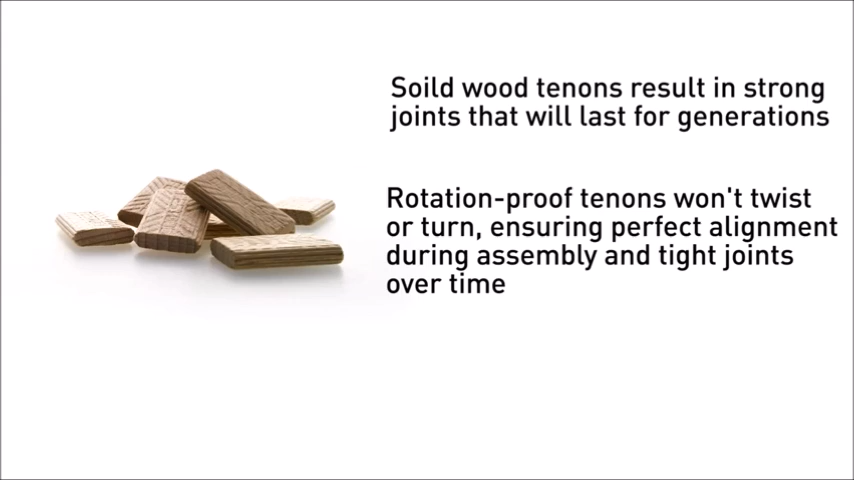 Soild wood tenons result in strong
joints that will last for generations
Rotation-proof tenons won't twist
or turn, ensuring perfect alignment
during assembly and tight joints
over time